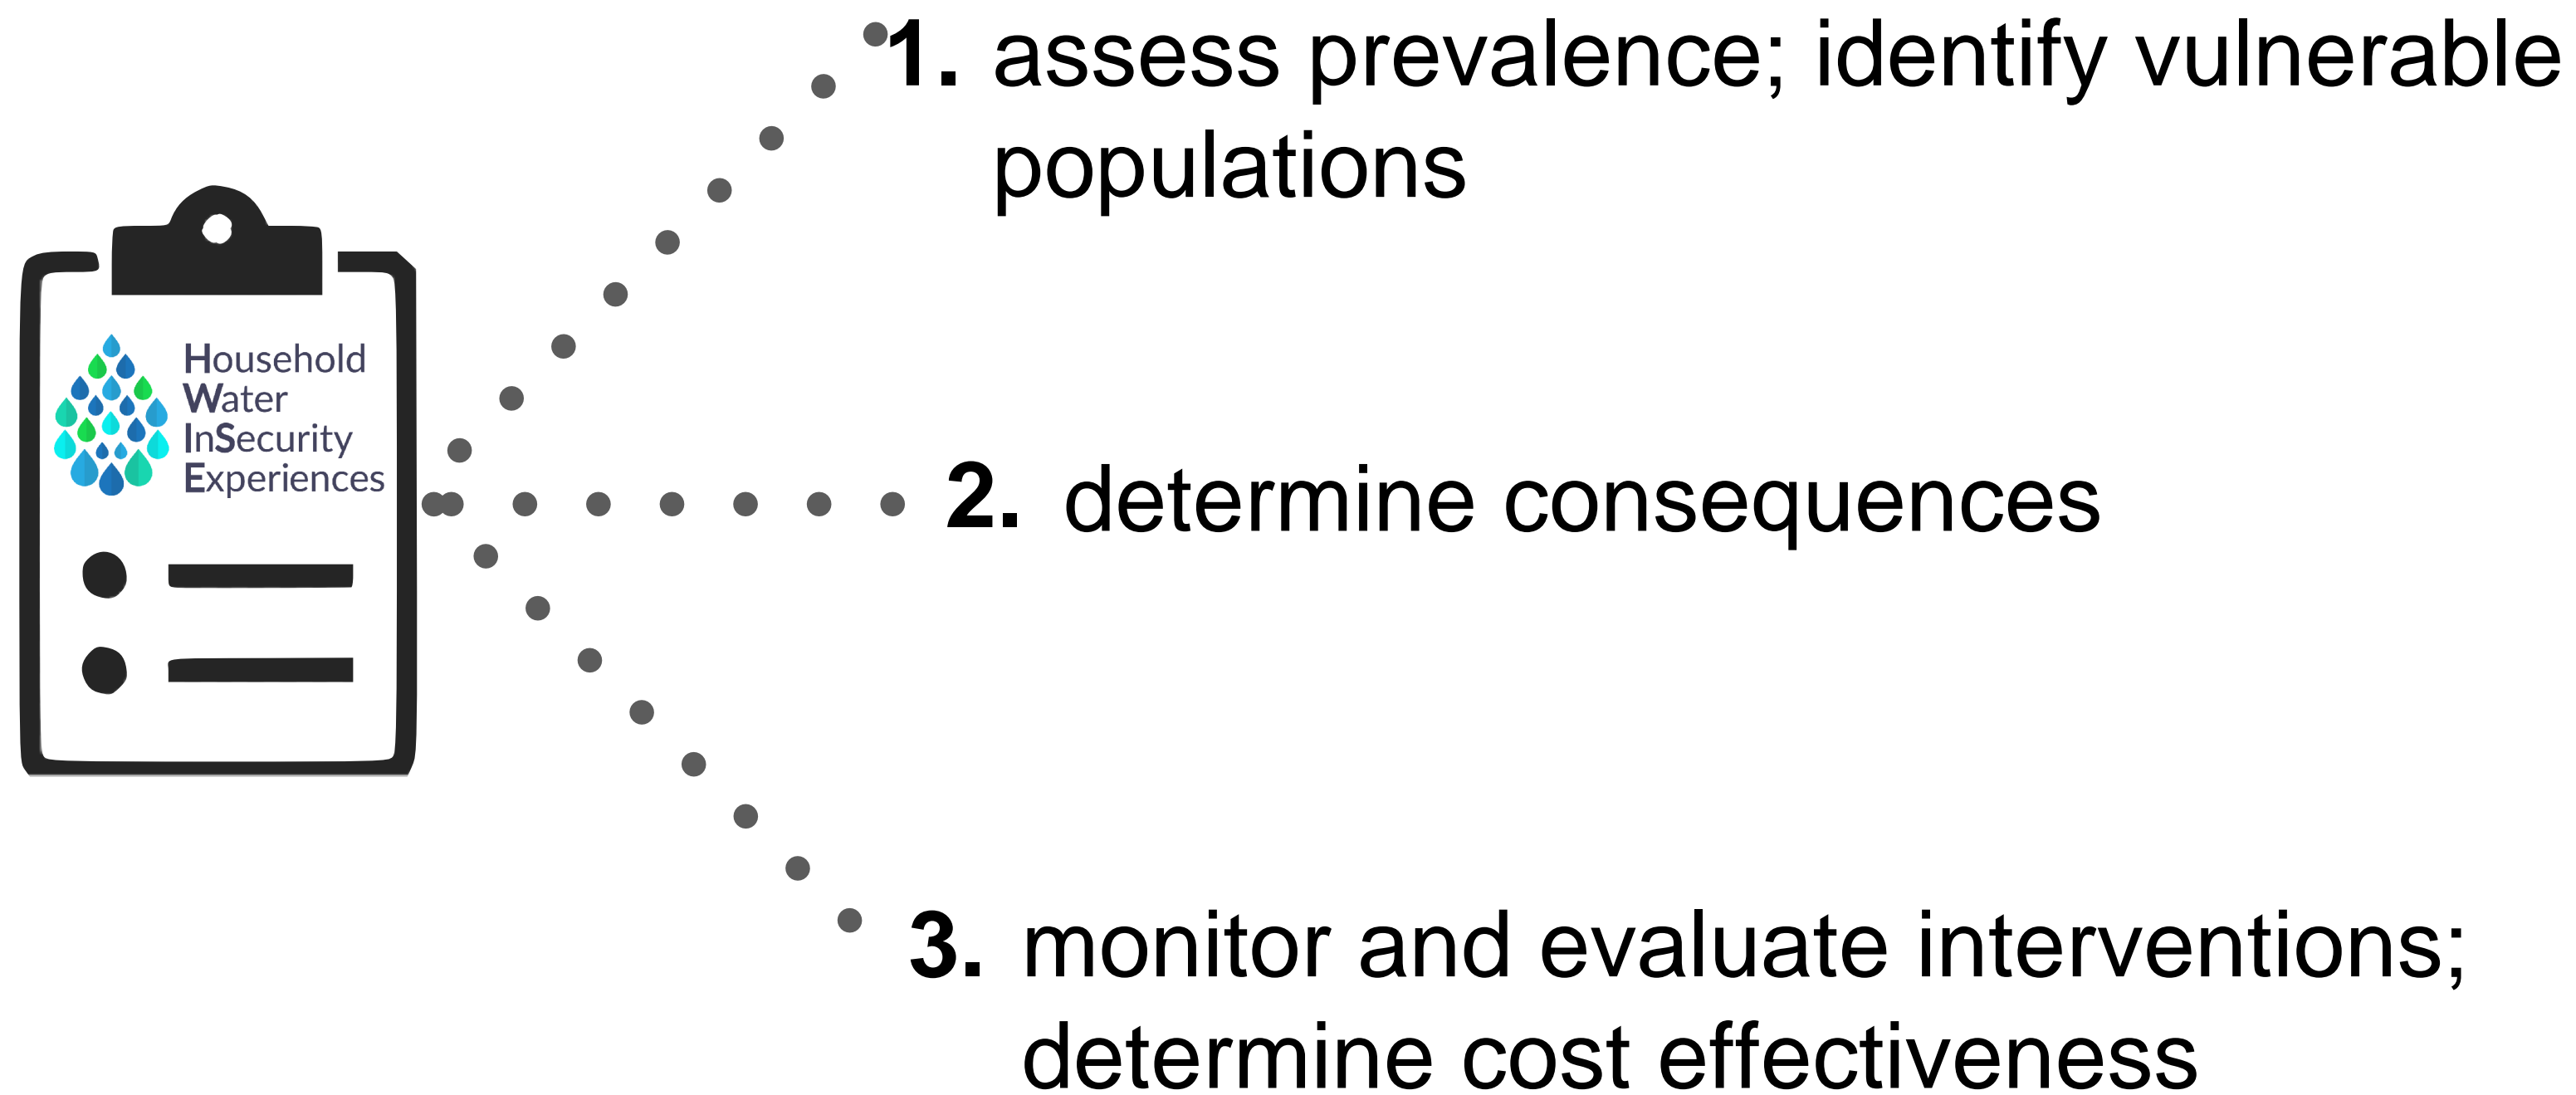 Household
Water
InSecurity
Experiences
1. assess prevalence; identify vulnerable
populations
2. determine consequences
3. monitor and evaluate interventions;
determine cost effectiveness